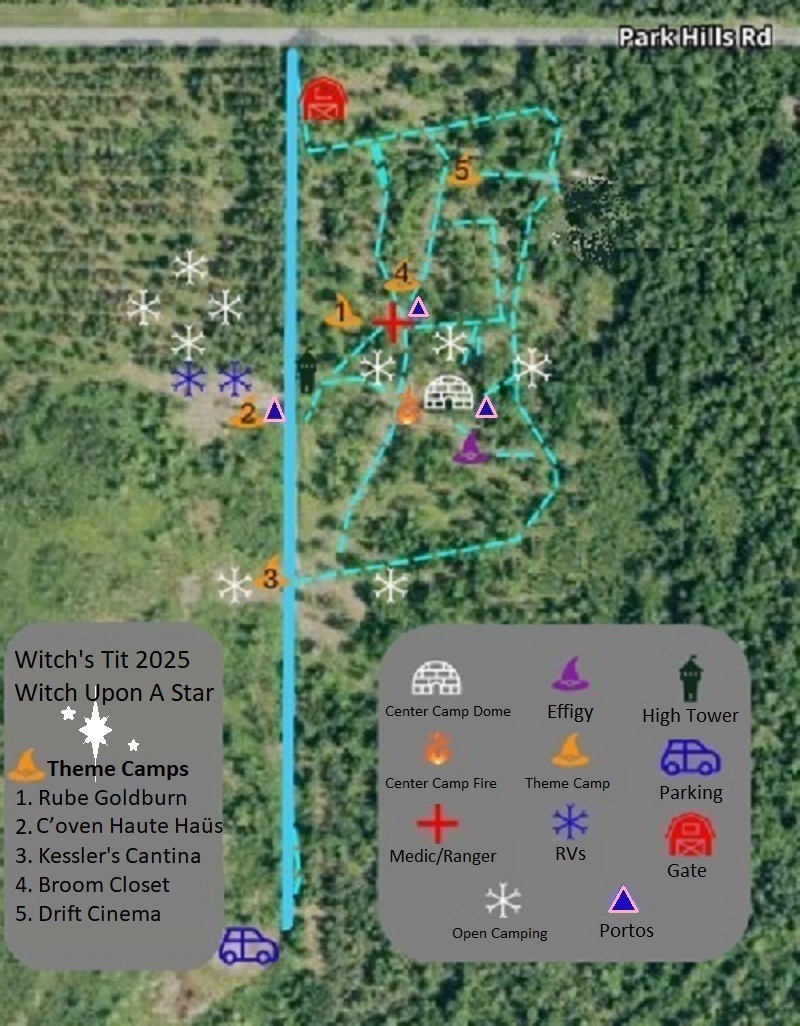 Park Hills Rd
5
4
1
2
3
Witch's Tit 2025
Witch Upon A Star
Theme Camps
1. Rube Goldburn
2. C’oven Haute Haüs
3. Kessler's Cantina
4. Broom Closet
5. Drift Cinema
Center Camp Dome
Effigy
High Tower
Center Camp Fire
Theme Camp
Parking
Medic/Ranger
RVs
Gate
Open Camping
Portos